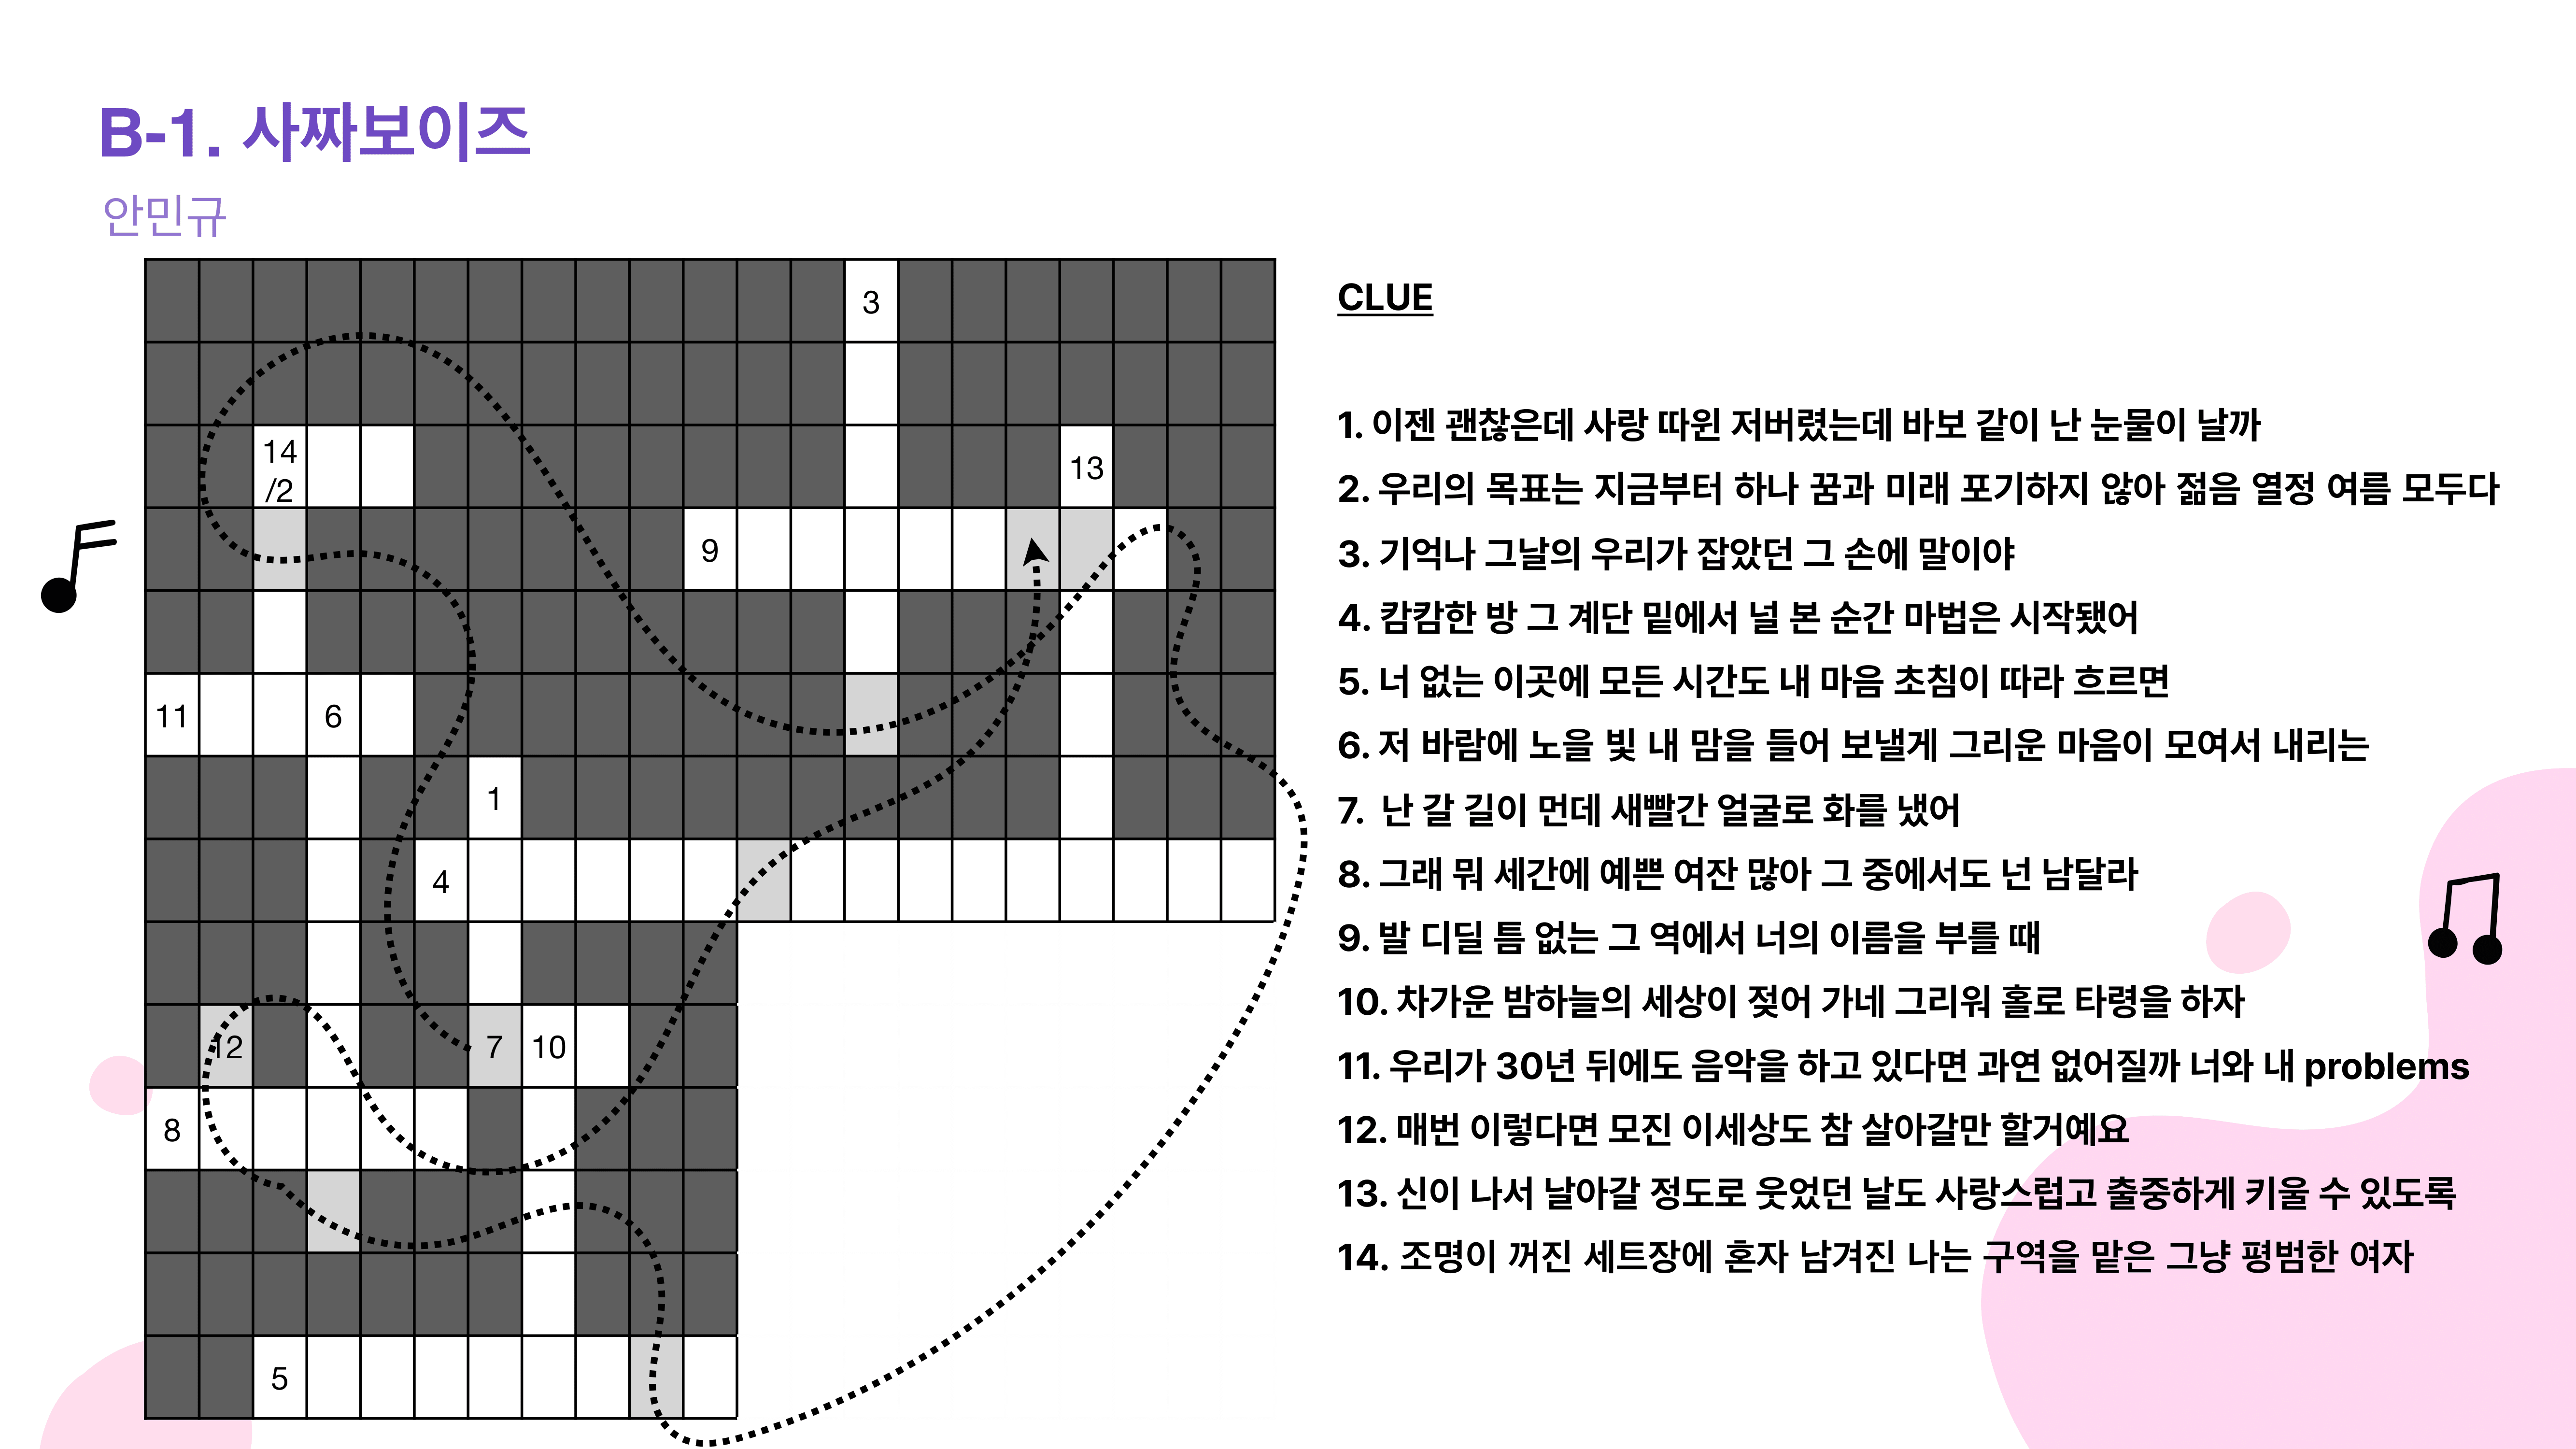 B-1. 사짜보이즈
안민규
3
14
/2
13
9
11
6
1
4
12
7
10
8
5
CLUE
1. 이젠 괜찮은데 사랑 따윈 저버렸는데 바보 같이 난 눈물이 날까
2. 우리의 목표는 지금부터 하나 꿈과 미래 포기하지 않아 젊음 열정 여름 모두다
3. 기억나 그날의 우리가 잡았던 그 손에 말이야
4. 캄캄한 방 그 계단 밑에서 널 본 순간 마법은 시작됐어
5. 너 없는 이곳에 모든 시간도 내 마음 초침이 따라 흐르면
6. 저 바람에 노을 빛 내 맘을 들어 보낼게 그리운 마음이 모여서 내리는
7. 난 갈 길이 먼데 새빨간 얼굴로 화를 냈어
8. 그래 뭐 세간에 예쁜 여잔 많아 그 중에서도 넌 남달라
9. 발 디딜 틈 없는 그 역에서 너의 이름을 부를 때
10. 차가운 밤하늘의 세상이 젖어 가네 그리워 홀로 타령을 하자
11. 우리가 30년 뒤에도 음악을 하고 있다면 과연 없어질까 너와 내 problems
12. 매번 이렇다면 모진 이세상도 참 살아갈만 할거예요
13. 신이 나서 날아갈 정도로 웃었던 날도 사랑스럽고 출중하게 키울 수 있도록
14. 조명이 꺼진 세트장에 혼자 남겨진 나는 구역을 맡은 그냥 평범한 여자